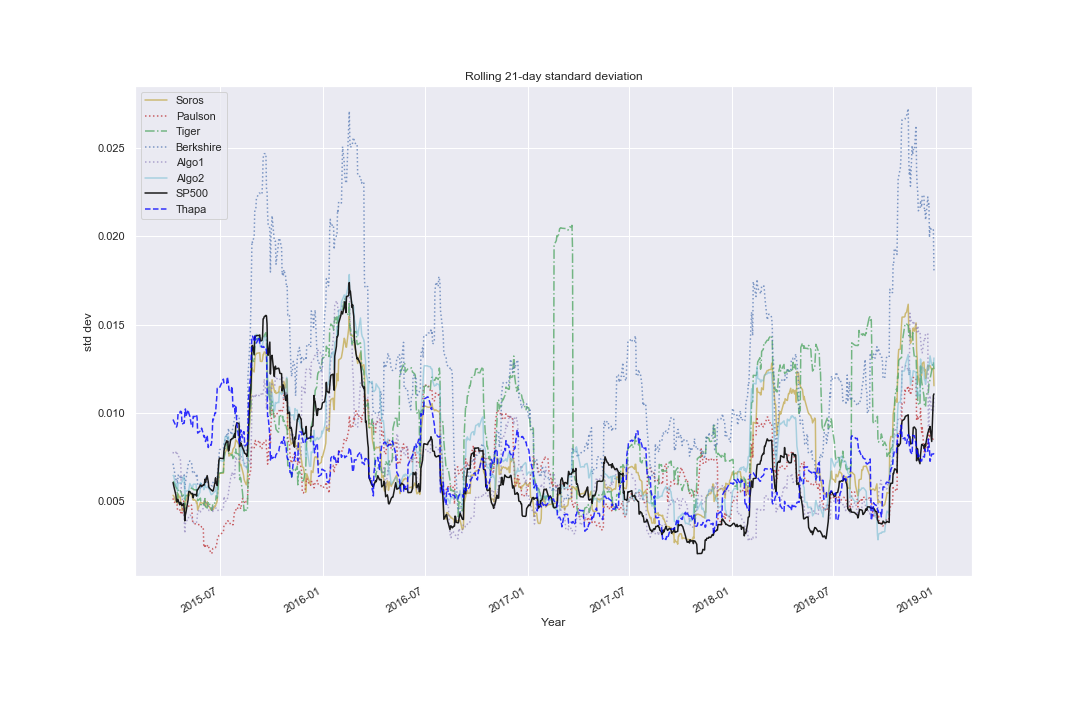 Rolling 21-day standard deviation
Soros
Paulson
Tiger
Berkshire
Algo1
Algo2
SP500
Thapa
0.025
0.020
0.015
0.010
0.005
std dev
2015-07
2016-01
2016-07
2017-01
2017-07
2018-01
2018-07
2019-01
Year